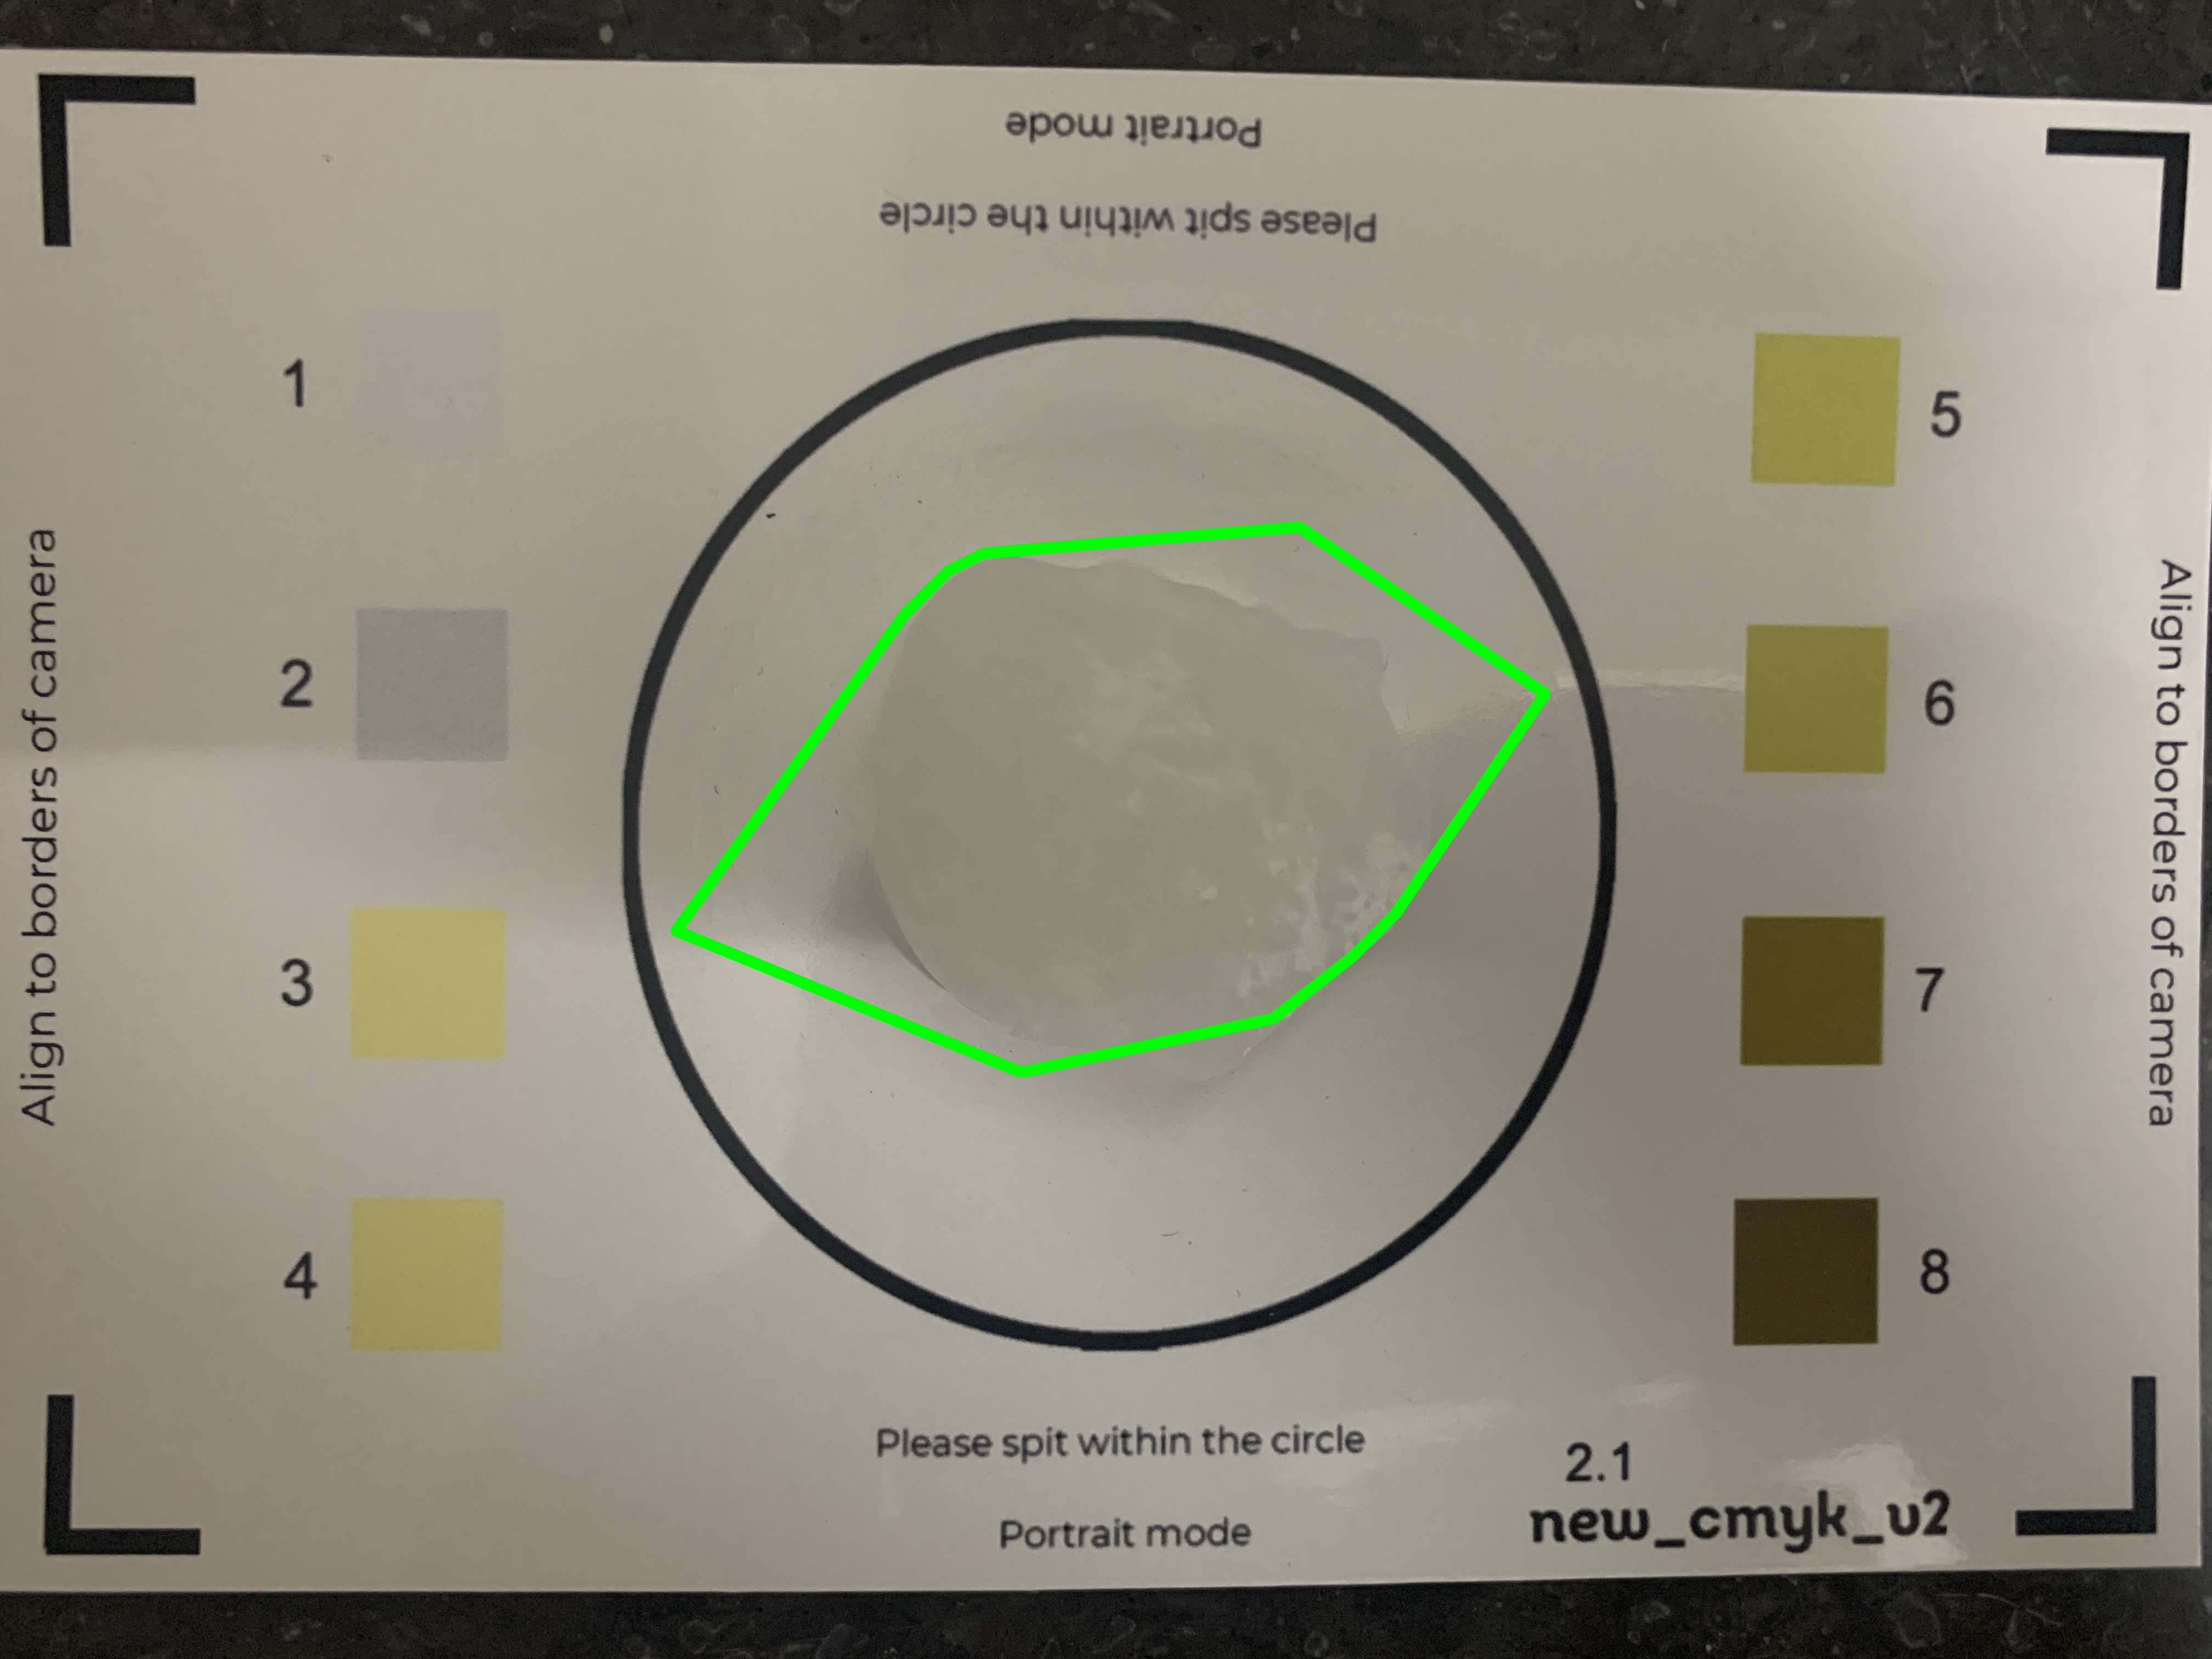 Portrait mode
Please spit within the circle
1
2
3
4
Align to borders of camera
5
6
7
8
Align to borders of camera
Please spit within the circle
Portrait mode
2.1
new_cmyk_v2